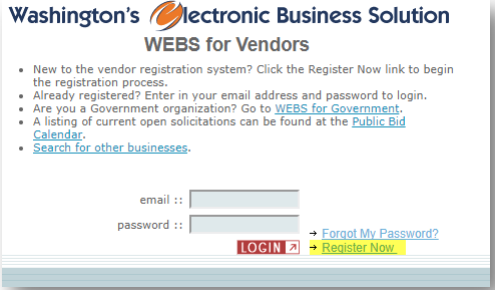 Washington's Electronic Business Solution
WEBS for Vendors
• New to the vendor registration system? Click the Register Now link to begin
the registration process.
• Already registered? Enter in your email address and password to login.
• Are you a Government organization? Go to WEBS for Government.
• A listing of current open solicitations can be found at the Public Bid
Calendar.
• Search for other businesses.
email ::
password ::
→ Forgot My Password?
LOGIN → Register Now